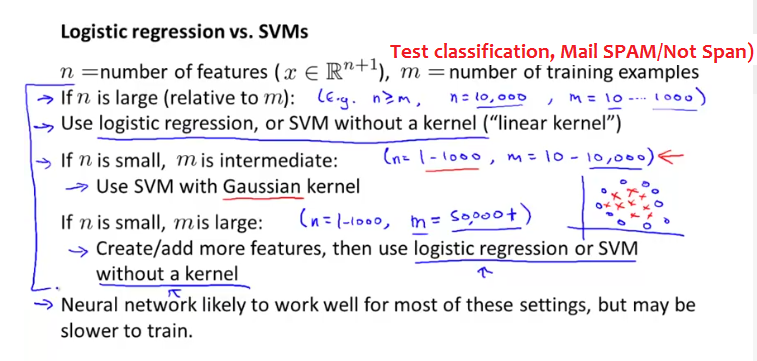 Logistic regression vs. SVMs
Test classification, Mail SPAM/Not Span)
n =number of features (x ∈ ℝⁿ⁺¹), m = number of training examples
→ If n is large (relative to m): (E.g. n≥m, n=10,000, m=10---1000)
→ Use logistic regression, or SVM without a kernel (“linear kernel”)
→ If n is small, m is intermediate: (n=1-1000, m=10-10,000) ←
→ Use SVM with Gaussian kernel
If n is small, m is large: (n=1-1000, m=50,000+)
→ Create/add more features, then use logistic regression or SVM
without a kernel
→ Neural network likely to work well for most of these settings, but may be
slower to train.